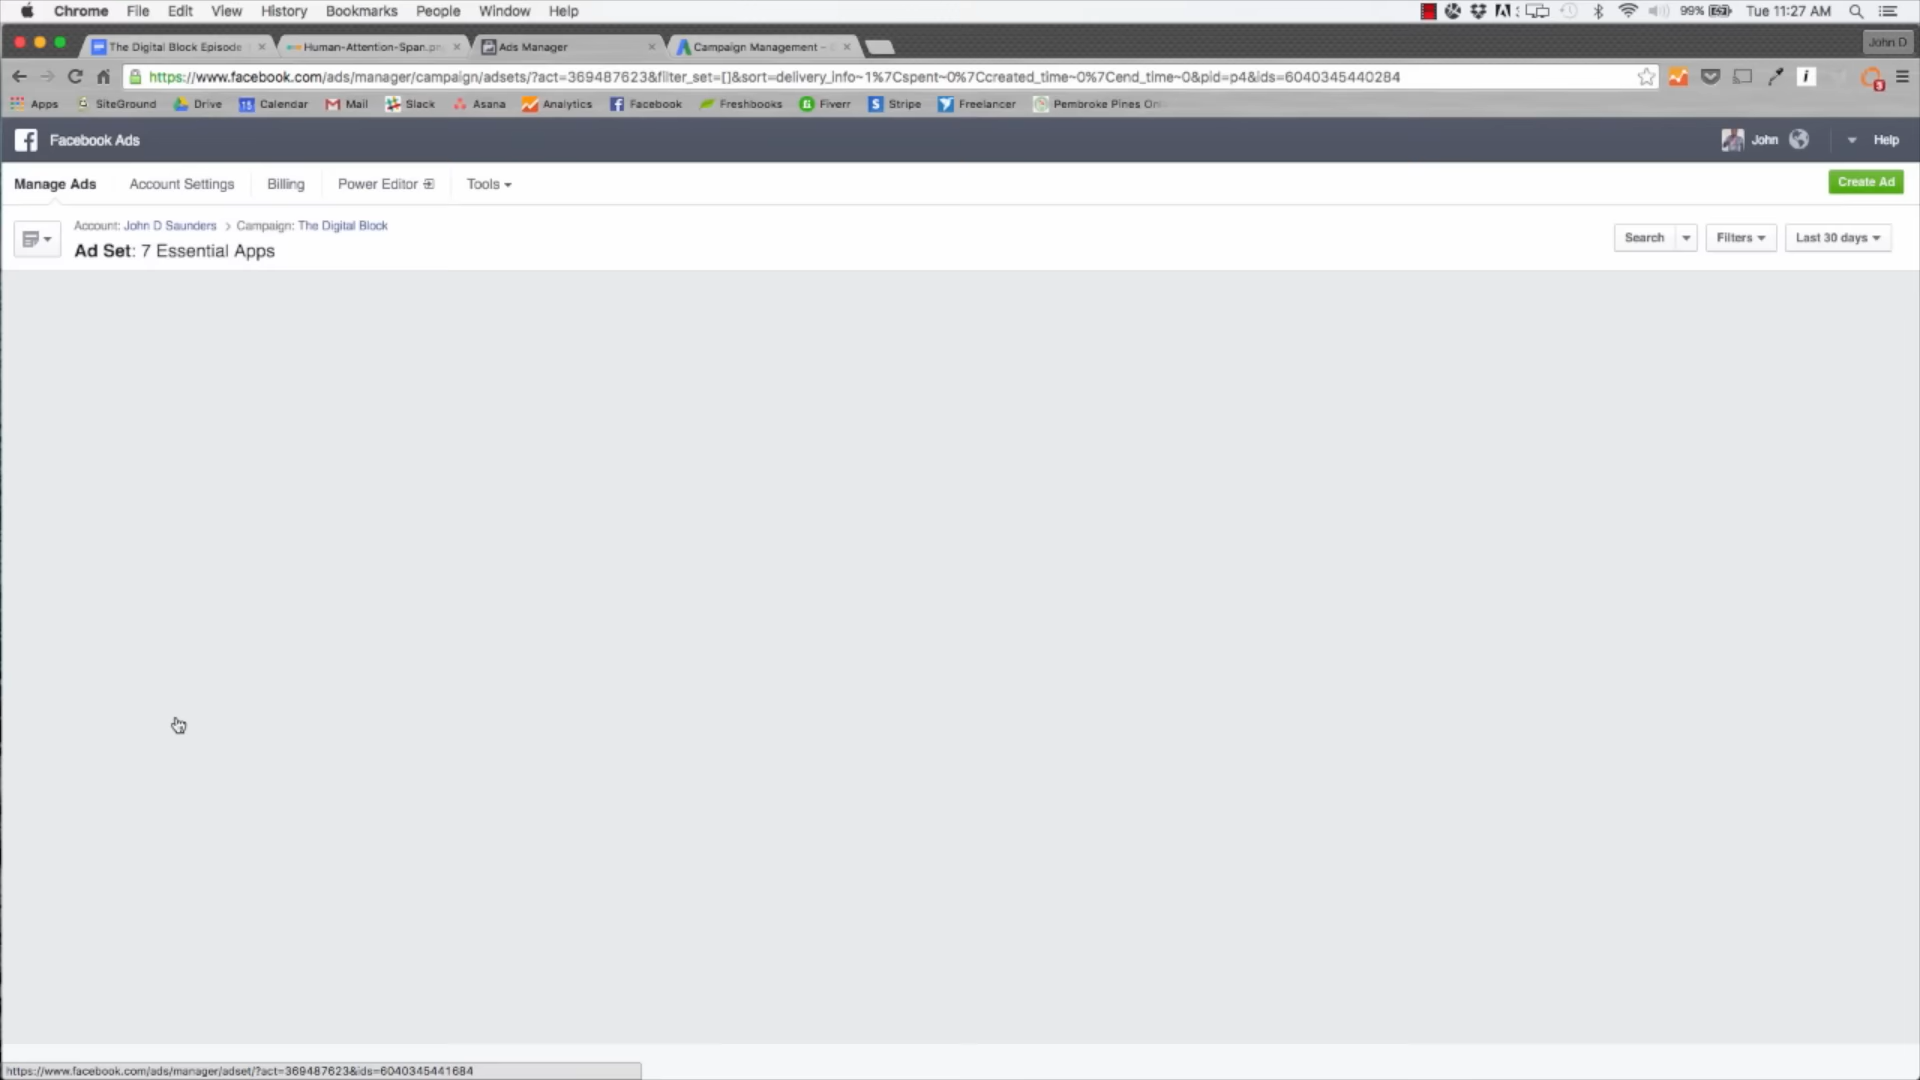 Chrome File Edit View History Bookmarks People Window Help 99% Tue 11:27 AM
The Digital Block Episode Human-Attention-Span.pn Ads Manager Campaign Management - John D
https://www.facebook.com/ads/manager/campaign/adsets/?act=369487623&filter_set=[]&sort=delivery_info~1%7Cspent~0%7Ccreated_time~0%7Cend_time~0&pid=p4&ids=6040345440284
Apps SiteGround Drive Calendar Mail Slack Asana Analytics Facebook Freshbooks Fiverr Stripe Freelancer Pembroke Pines On
Facebook Ads John Help
Manage Ads Account Settings Billing Power Editor Tools Create Ad
Account: John D Saunders > Campaign: The Digital Block
Ad Set: 7 Essential Apps Search Filters Last 30 days
https://www.facebook.com/ads/manager/adset/?act=369487623&ids=6040345441684